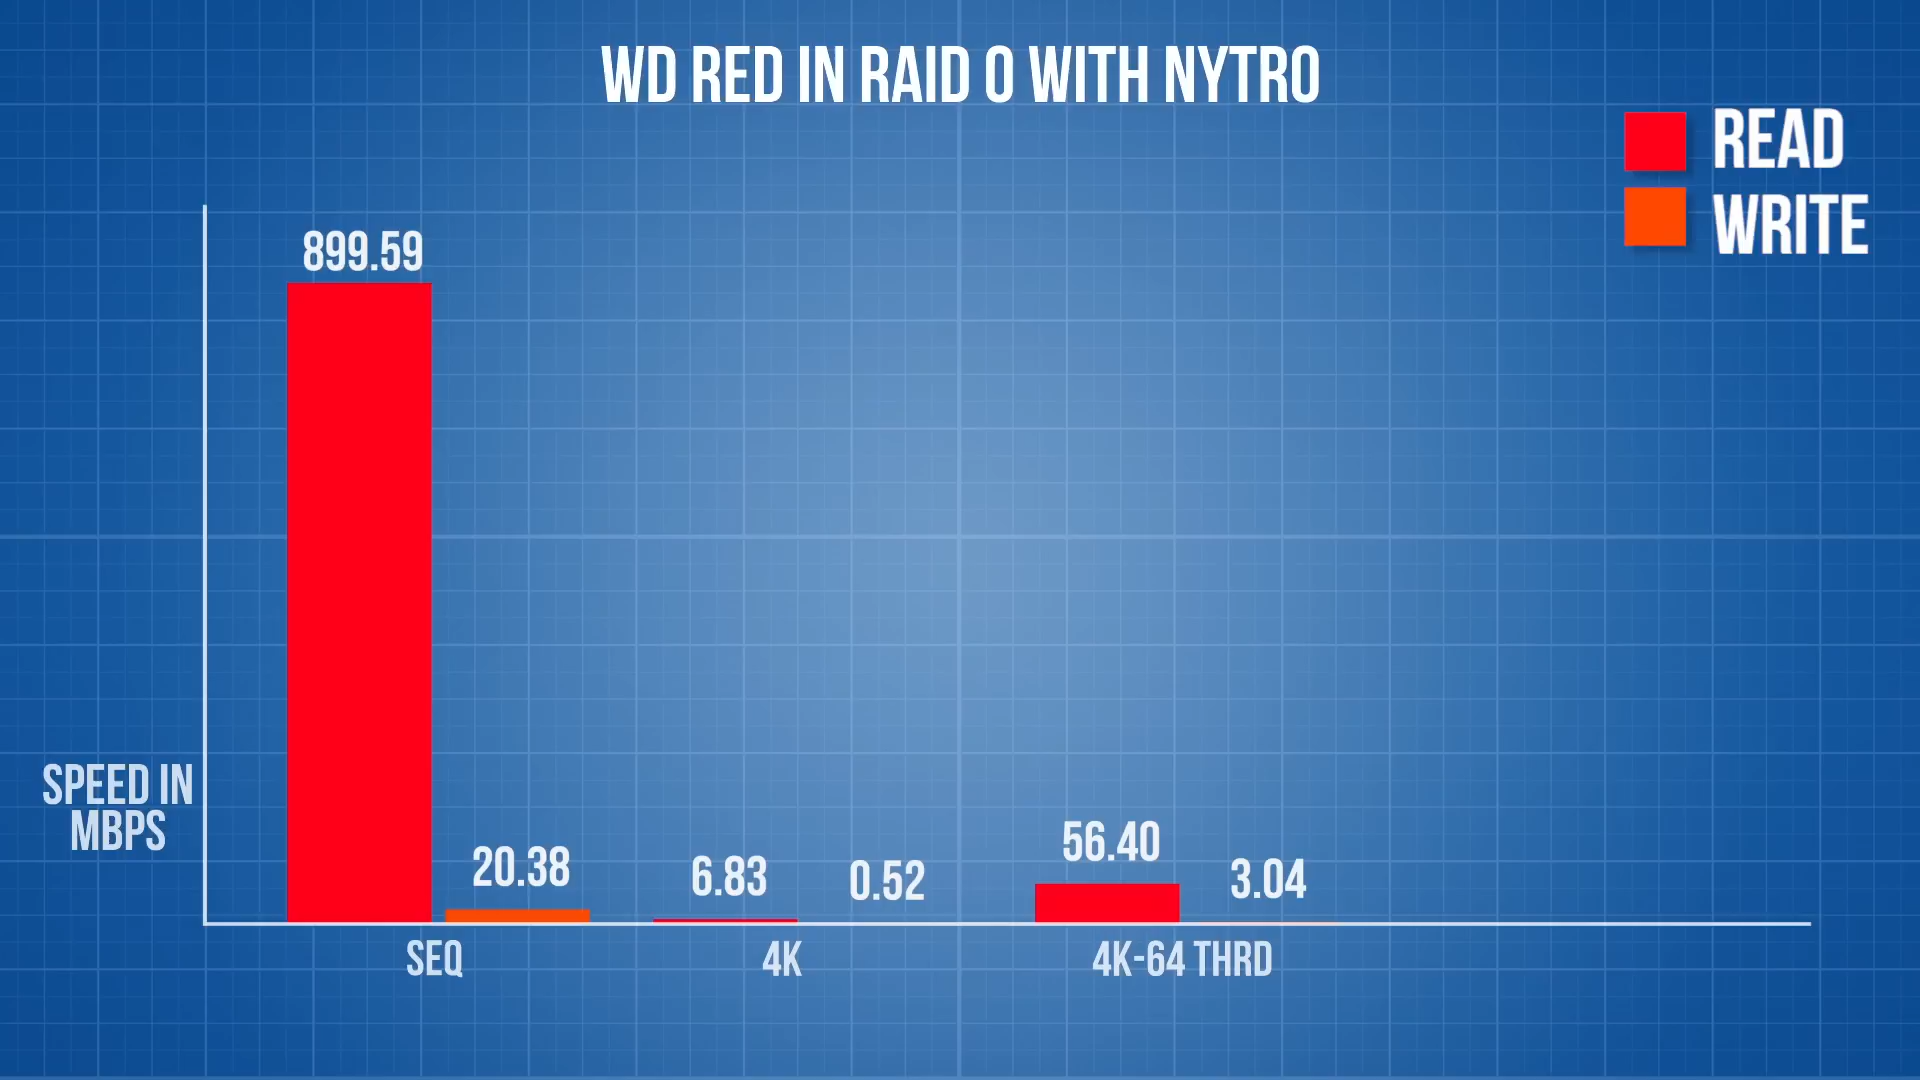 WD RED IN RAID 0 WITH NYTRO
READ
WRITE
899.59
20.38
6.83
0.52
56.40
3.04
SPEED IN
MBPS
SEQ
4K
4K-64 THRD